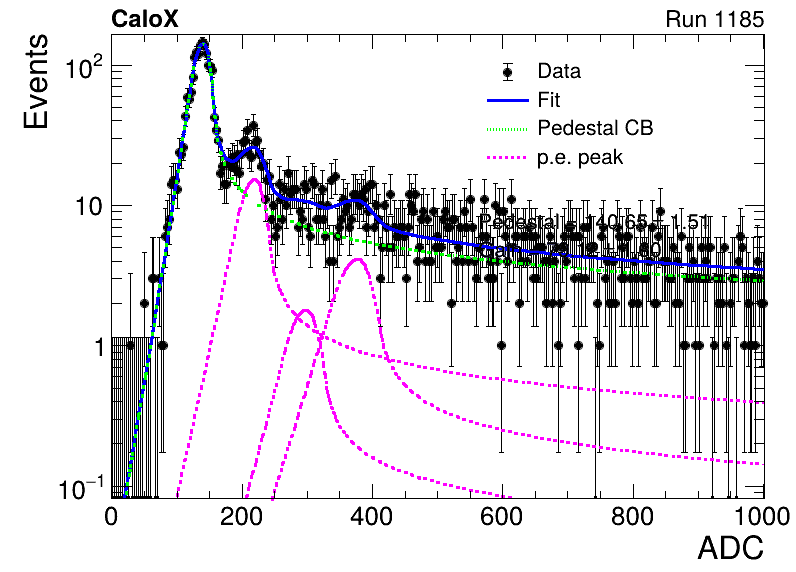 CaloX Run 1185
Events
Data
Fit
Pedestal CB
p.e. peak
10²
10
1
10⁻¹
0 200 400 600 800 1000
ADC